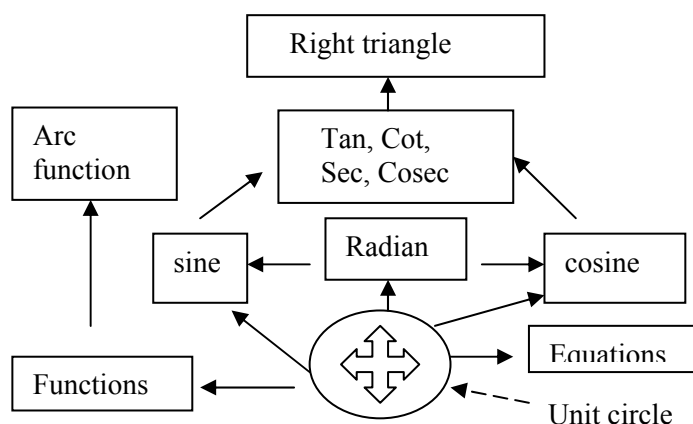 Right triangle
Arc
function
Tan, Cot,
Sec, Cosec
sine
Radian
cosine
Functions
Equations
Unit circle